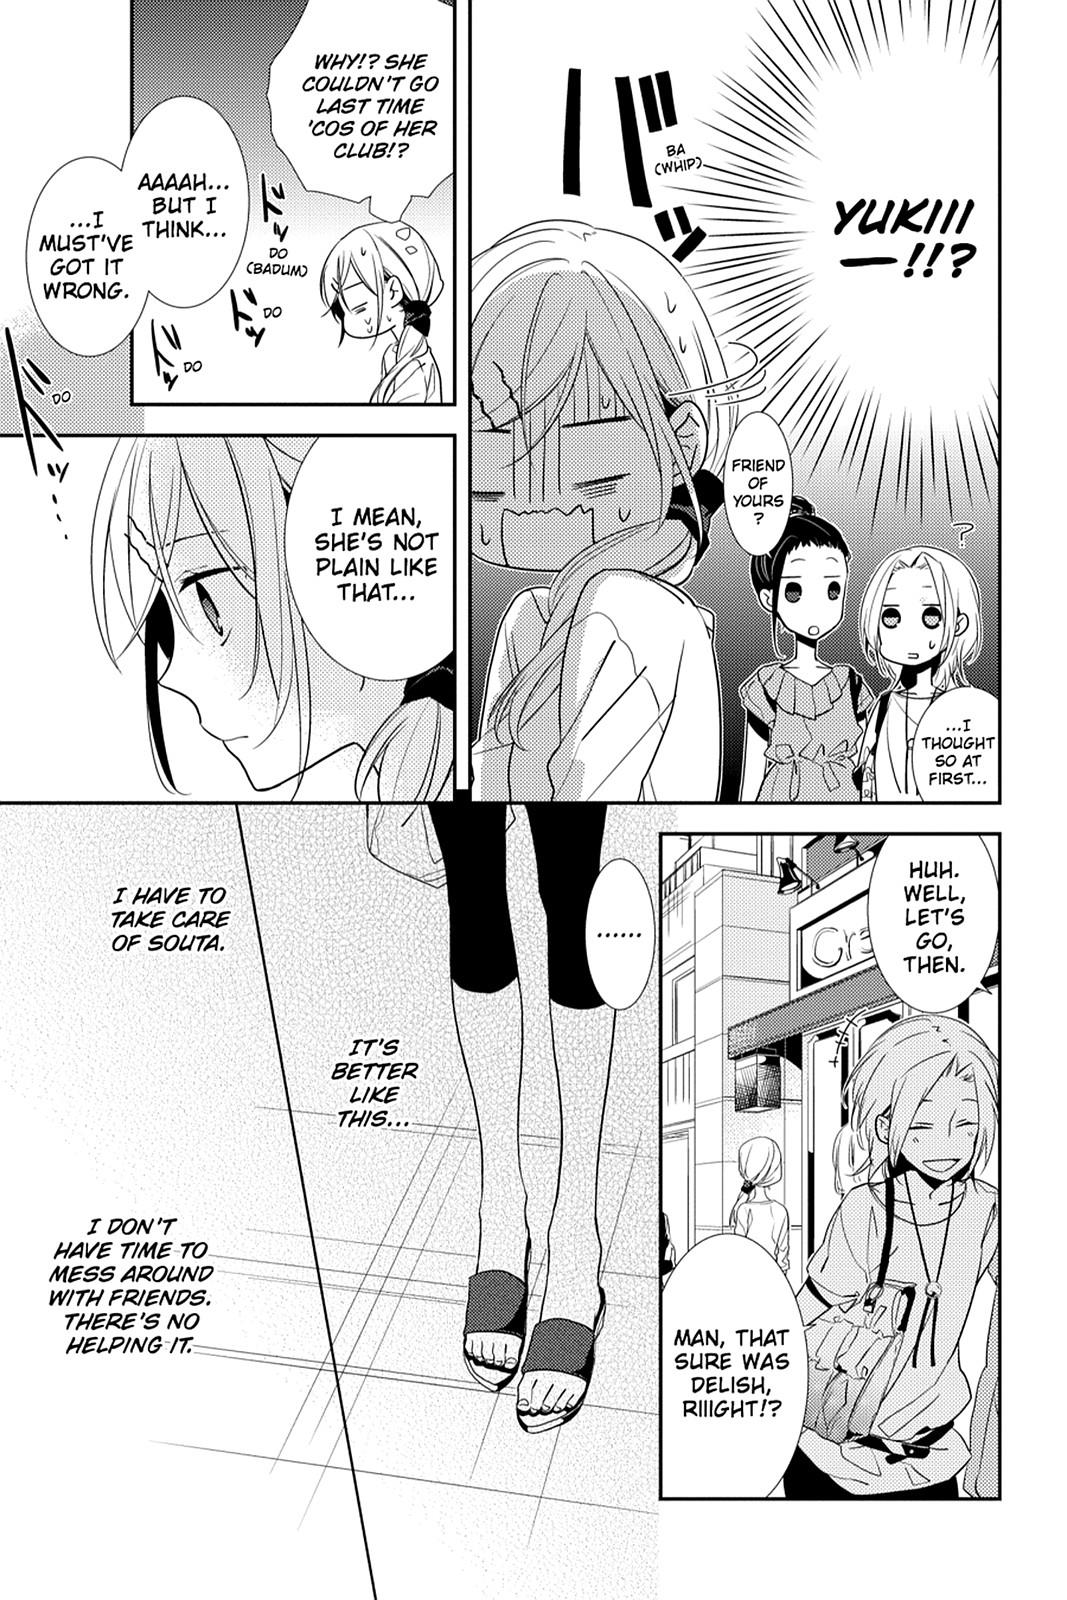 YUKIII
—!!?
BA
(WHIP)
FRIEND
OF
YOURS
?
?
...I
THOUGHT
SO AT
FIRST...
WHY!? SHE
COULDN'T GO
LAST TIME
'COS OF HER
CLUB!?
AAAAH...
BUT I
THINK...
...I
MUST'VE
GOT IT
WRONG.
ドッ
DO
(BADUM)
ドッ
DO
ドッ
DO
ドッ
DO
I MEAN,
SHE'S NOT
PLAIN LIKE
THAT...
HUH.
WELL,
LET'S
GO,
THEN.
Cra
MAN, THAT
SURE WAS
DELISH,
RIIIGHT!?
......
I HAVE TO
TAKE CARE
OF SOUTA.
IT'S
BETTER
LIKE
THIS...
I DON'T
HAVE TIME TO
MESS AROUND
WITH FRIENDS.
THERE'S NO
HELPING IT.